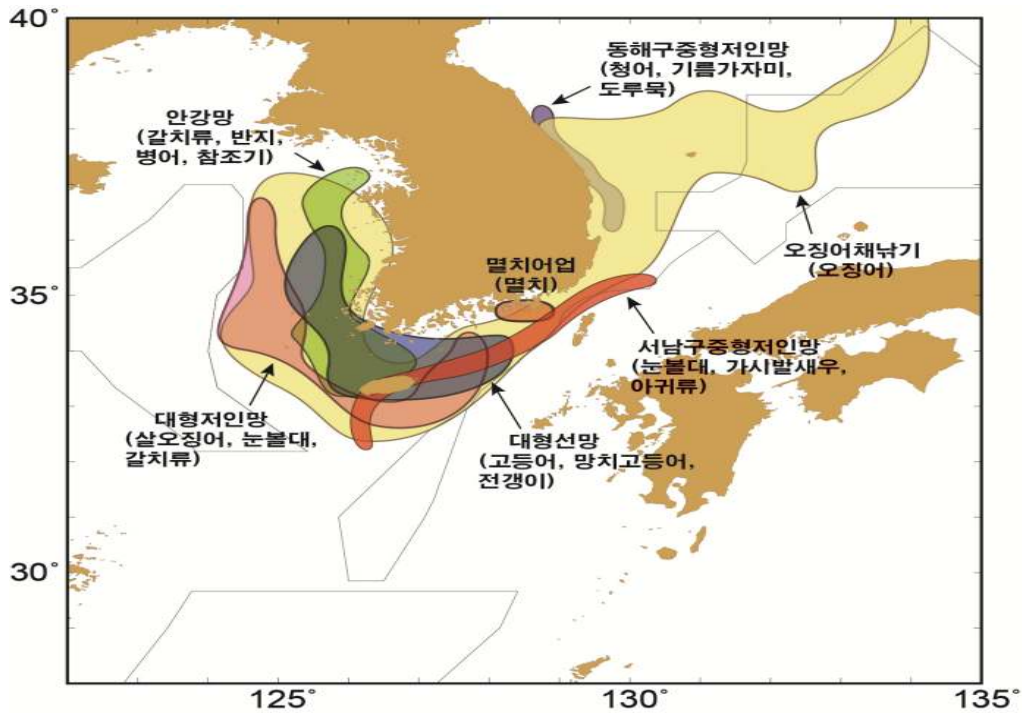 40°
동해구중형저인망
(청어, 기름가자미,
도루묵)
안강망
(갈치류, 반지,
병어, 참조기)
오징어채낚기
(오징어)
멸치어업
(멸치)
35°
서남구중형저인망
(눈볼대, 가시발새우,
아귀류)
대형저인망
(살오징어, 눈볼대,
갈치류)
대형선망
(고등어, 망치고등어,
전갱이)
30°
125°
130°
135°